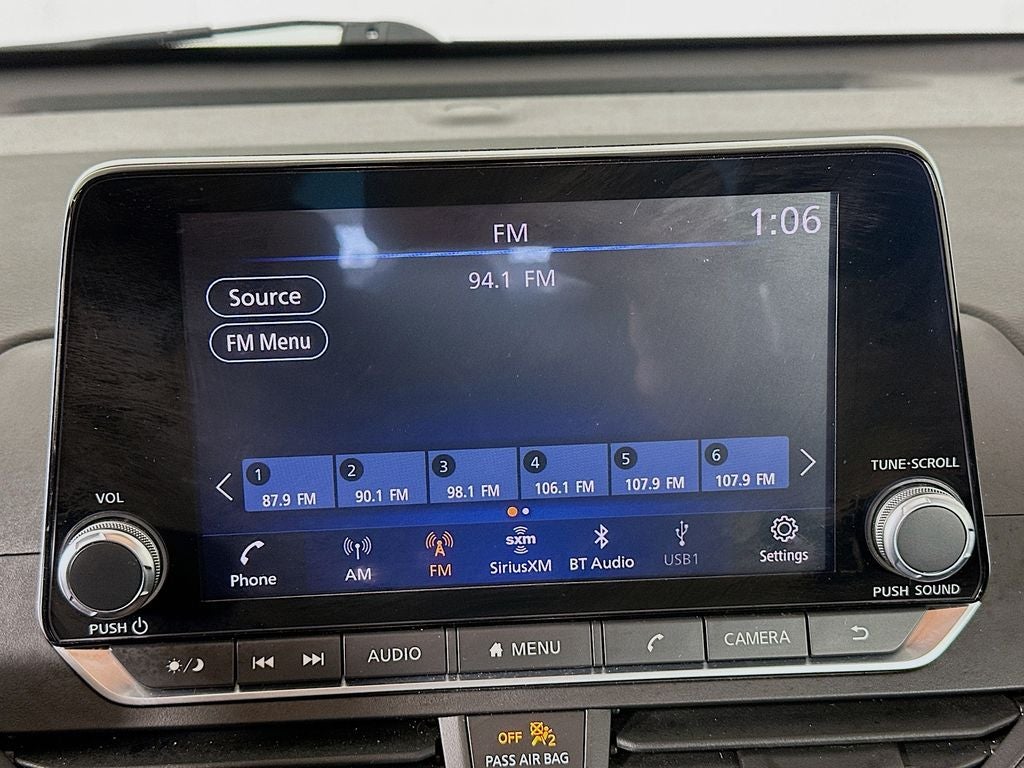 FM
1:06
94.1 FM
Source
FM Menu
1
87.9 FM
2
90.1 FM
3
98.1 FM
4
106.1 FM
5
107.9 FM
6
107.9 FM
Phone
AM
FM
sxm
SiriusXM
BT Audio
USB1
Settings
VOL
PUSH
TUNE·SCROLL
PUSH SOUND
AUDIO
MENU
CAMERA
OFF 2
PASS AIR BAG